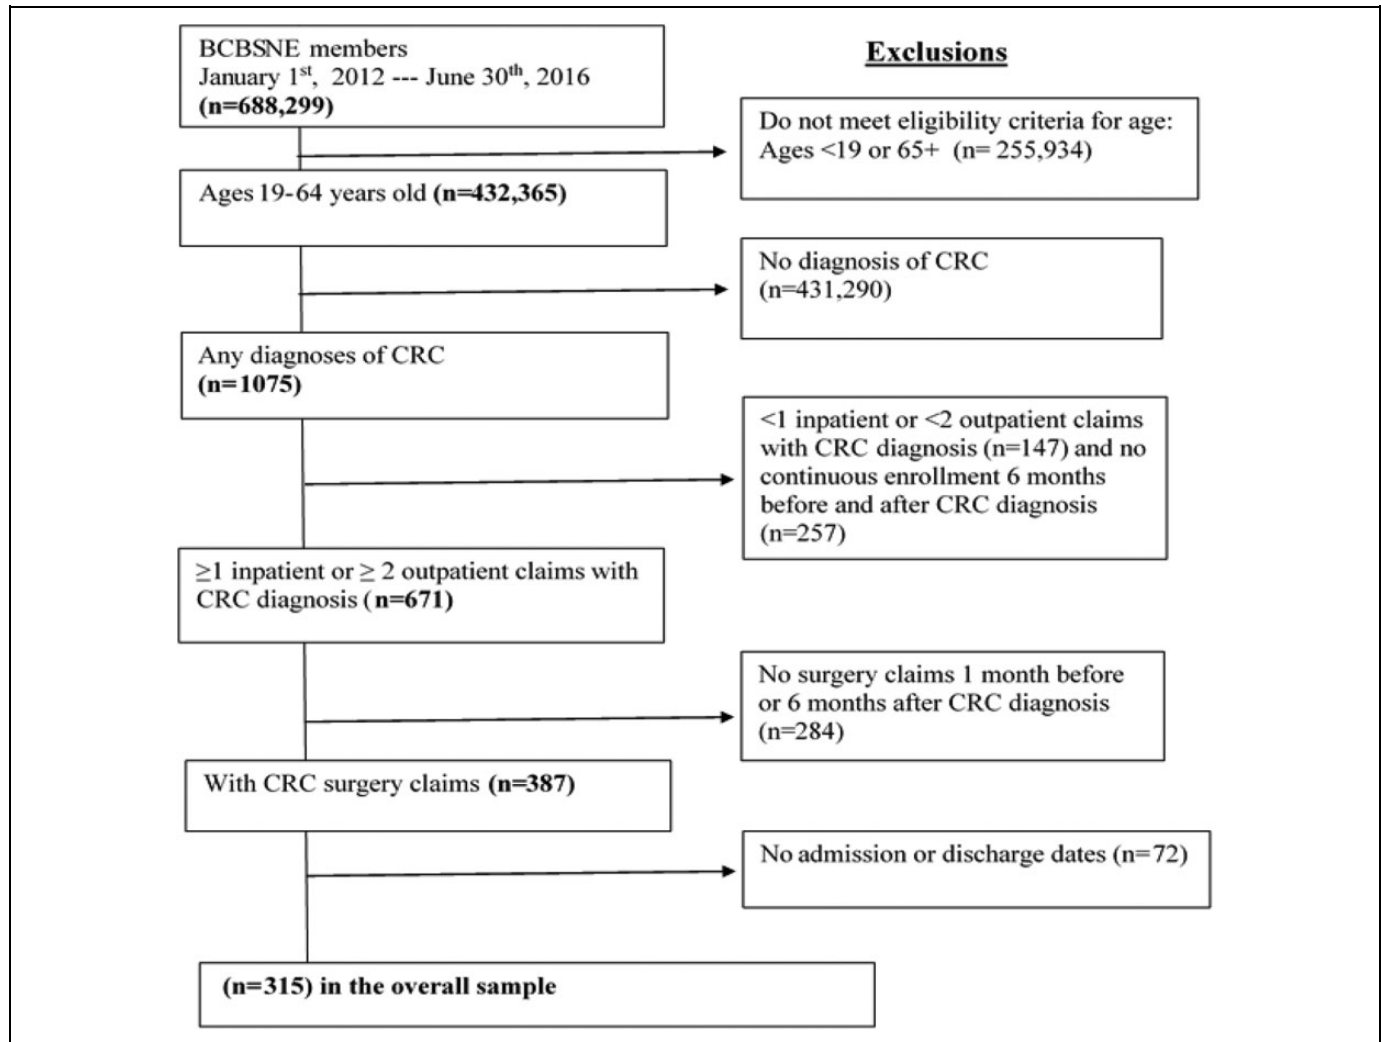 BCBSNE members
January 1st, 2012 --- June 30th, 2016
(n=688,299)
Exclusions
Do not meet eligibility criteria for age:
Ages <19 or 65+ (n= 255,934)
Ages 19-64 years old (n=432,365)
No diagnosis of CRC
(n=431,290)
Any diagnoses of CRC
(n=1075)
<1 inpatient or <2 outpatient claims
with CRC diagnosis (n=147) and no
continuous enrollment 6 months
before and after CRC diagnosis
(n=257)
≥1 inpatient or ≥ 2 outpatient claims with
CRC diagnosis (n=671)
No surgery claims 1 month before
or 6 months after CRC diagnosis
(n=284)
With CRC surgery claims (n=387)
No admission or discharge dates (n=72)
(n=315) in the overall sample